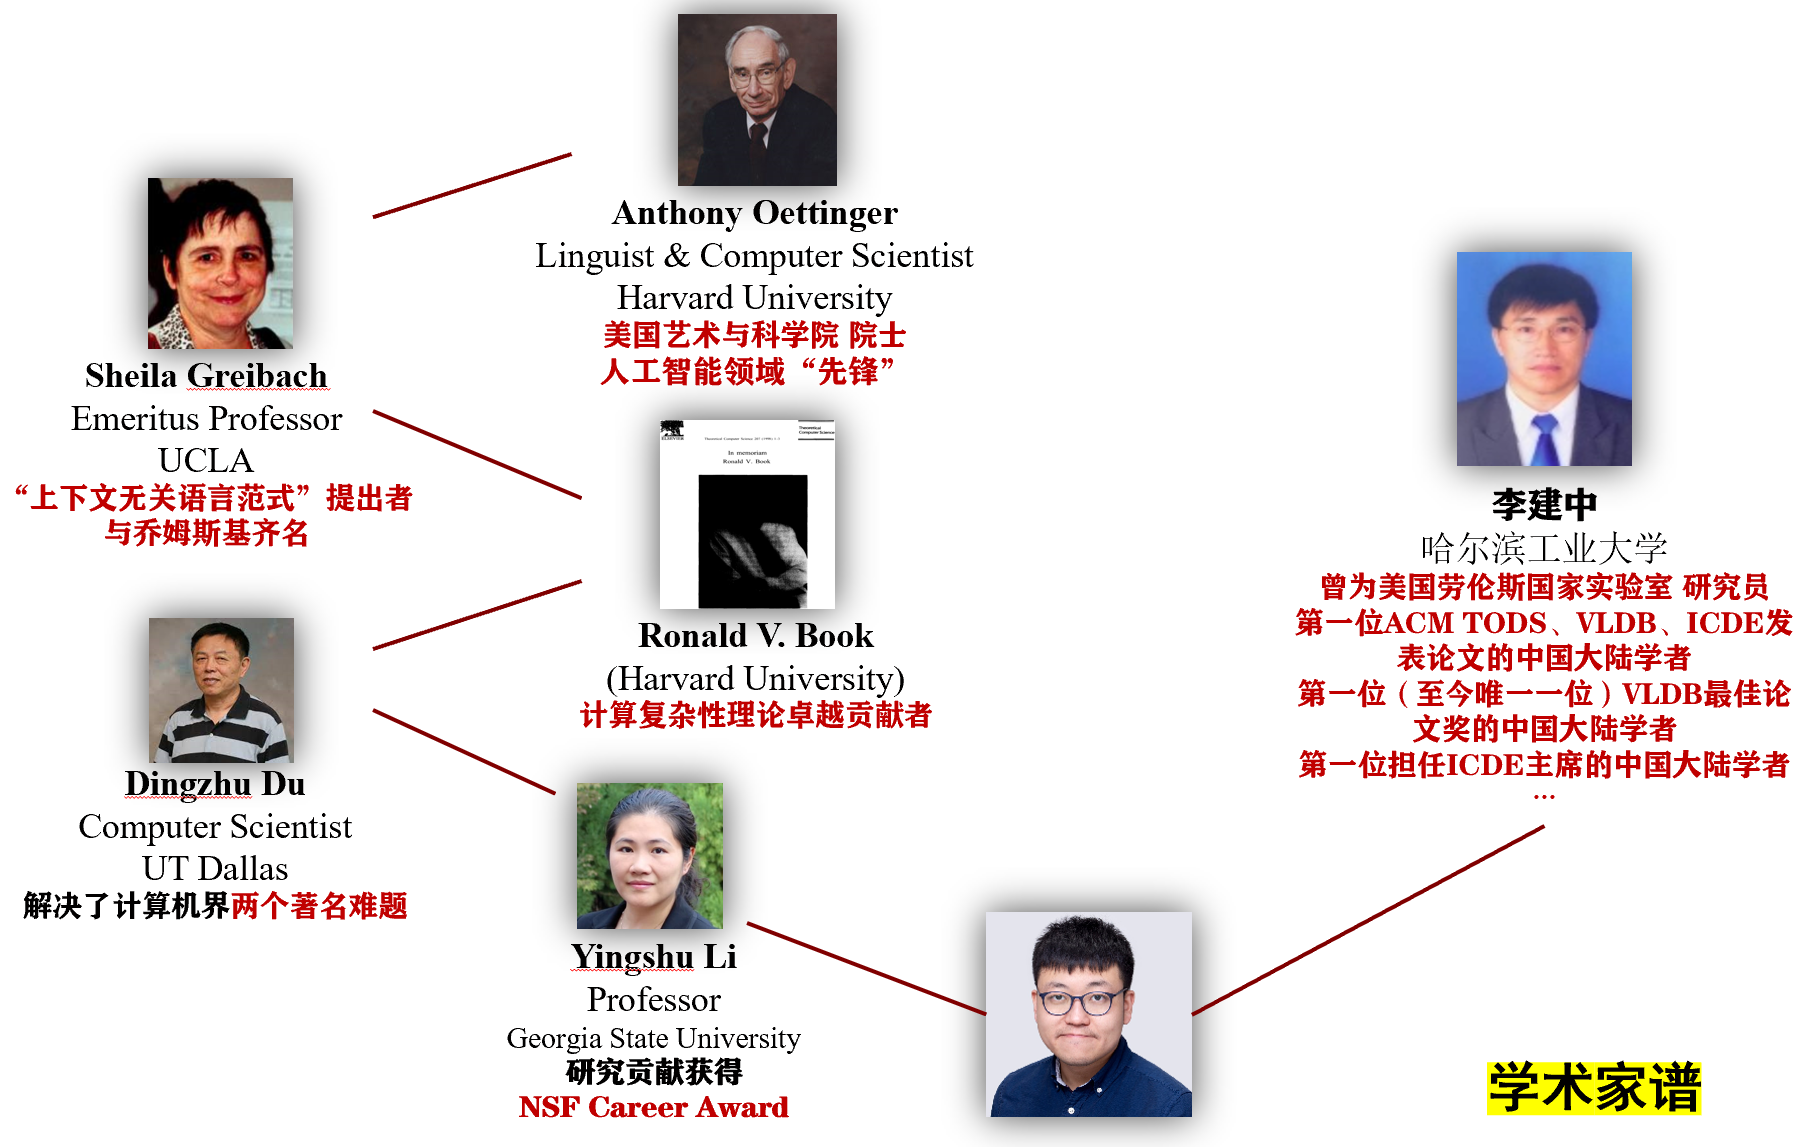 Anthony Oettinger
Linguist & Computer Scientist
Harvard University
美国艺术与科学院 院士
人工智能领域“先锋”
Sheila Greibach
Emeritus Professor
UCLA
“上下文无关语言范式”提出者
与乔姆斯基齐名
ELSEVIER
Theoretical Computer Science
Theoretical
Computer Science
In memoriam
Ronald V. Book
Ronald V. Book
(Harvard University)
计算复杂性理论卓越贡献者
Dingzhu Du
Computer Scientist
UT Dallas
解决了计算机界两个著名难题
Yingshu Li
Professor
Georgia State University
研究贡献获得
NSF Career Award
李建中
哈尔滨工业大学
曾为美国劳伦斯国家实验室 研究员
第一位ACM TODS、VLDB、ICDE发
表论文的中国大陆学者
第一位（至今唯一一位）VLDB最佳论
文奖的中国大陆学者
第一位担任ICDE主席的中国大陆学者
...
学术家谱